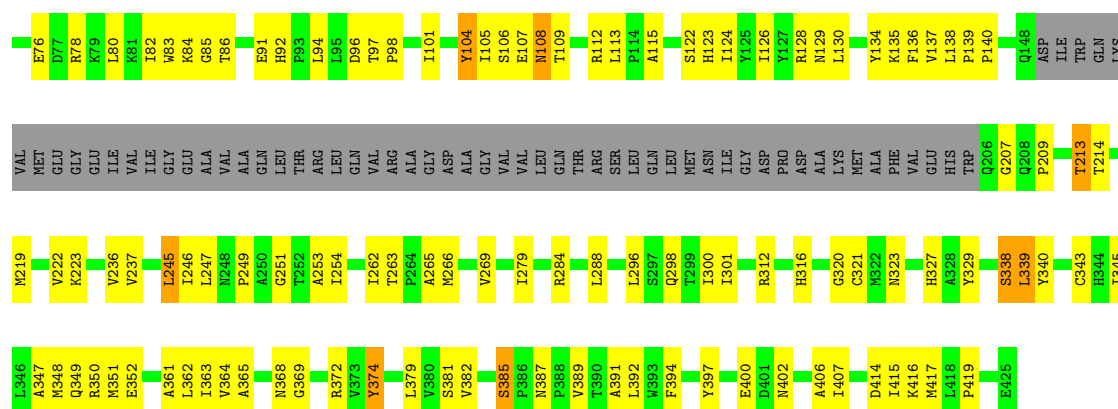 E76 D77 R78 K79 L80 K81 I82 W83 K84 G85 T86 E91 H92 P93 L94 L95 D96 T97 P98 I101 Y104 I105 S106 E107 N108 T109 R112 L113 P114 A115 S122 H123 I124 Y125 I126 Y127 R128 N129 L130 Y134 K135 F136 V137 L138 P139 P140 Q148 ASP ILE TRP GLN LYS
VAL MET GLU GLY GLU ILE VAL ILE GLY GLU ALA VAL ALA GLN LEU THR ARG LEU GLN VAL ARG ALA GLY ASP ALA GLY VAL VAL LEU GLN THR ARG SER LEU GLN LEU MET ASN ILE GLY ASP PRO ASP ALA LYS MET ALA PHE VAL GLU HIS TRP Q206 G207 Q208 P209 T213 T214
M219 V222 K223 V236 V237 L245 I246 L247 N248 P249 A250 G251 T252 A253 I254 I262 T263 P264 A265 M266 V269 I279 R284 L288 L296 S297 Q298 T299 I300 I301 R312 H316 G320 C321 M322 N323 H327 A328 Y329 S338 L339 Y340 C343 H344 I345
L346 A347 M348 Q349 R350 M351 E352 A361 L362 I363 V364 A365 N368 G369 R372 V373 Y374 L379 V380 S381 V382 S385 P386 N387 P388 V389 T390 A391 L392 W393 F394 Y397 E400 D401 N402 A406 I407 D414 I415 K416 M417 L418 P419 E425